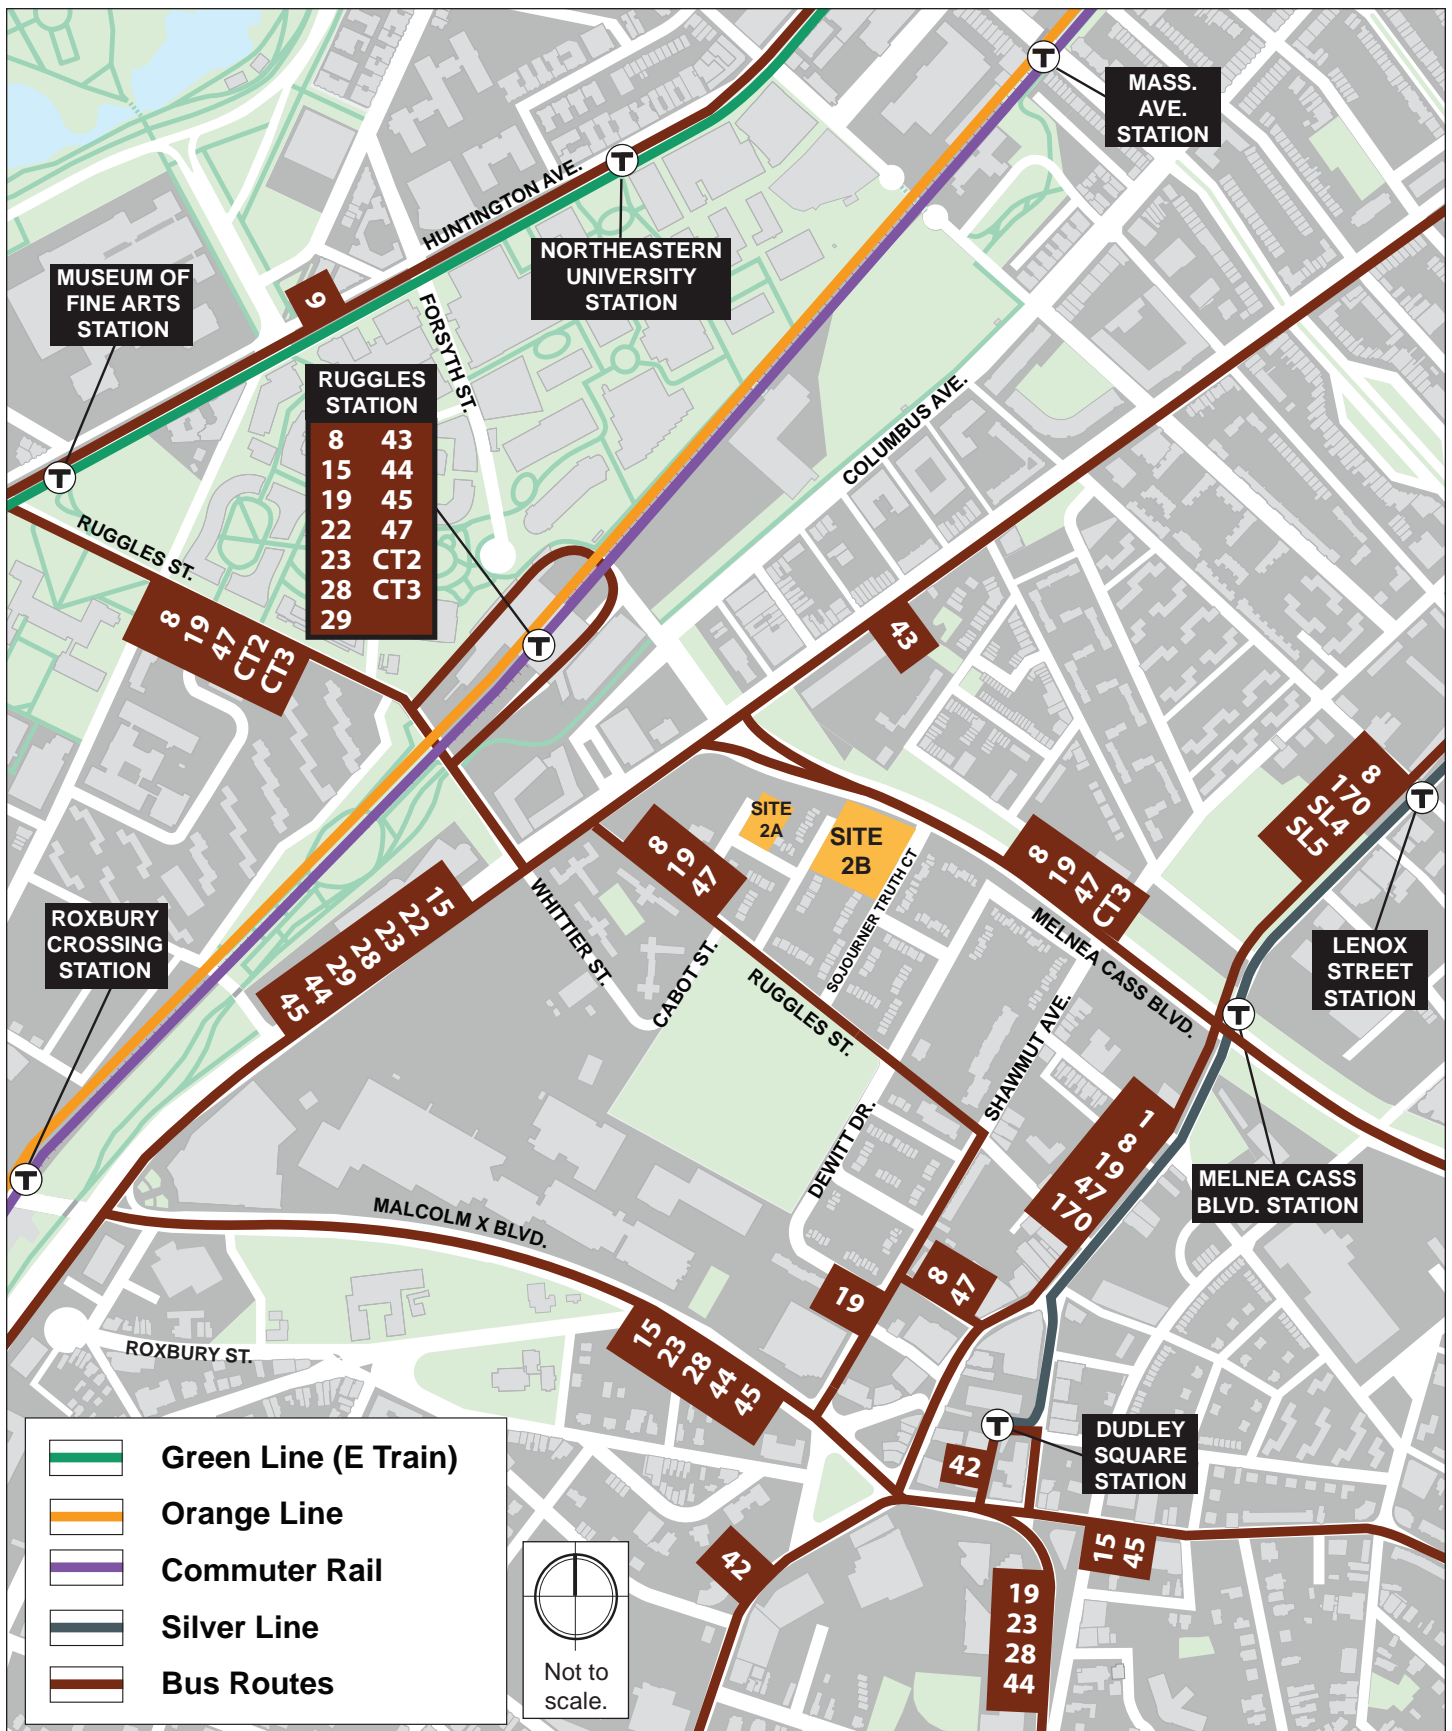 MASS.
AVE.
STATION
HUNTINGTON AVE.
NORTHEASTERN
UNIVERSITY
STATION
MUSEUM OF
FINE ARTS
STATION
9
FORSYTH ST.
RUGGLES
STATION
8 43
15 44
19 45
22 47
23 CT2
28 CT3
29
COLUMBUS AVE.
RUGGLES ST.
8
19
47
CT2
CT3
43
8
170
SL4
SL5
SITE
2A
SITE
2B
8
19
47
8
19
47
CT3
SOJOURNER TRUTH CT
MELNEA CASS BLVD.
WHITTIER ST.
15
22
23
28
29
44
45
ROXBURY
CROSSING
STATION
LENOX
STREET
STATION
CABOT ST.
RUGGLES ST.
SHAWMUT AVE.
DEWITT DR.
1
8
19
47
170
MELNEA CASS
BLVD. STATION
MALCOLM X BLVD.
8
47
19
15
23
28
44
45
ROXBURY ST.
42
DUDLEY
SQUARE
STATION
15
45
42
19
23
28
44
Green Line (E Train)
Orange Line
Commuter Rail
Silver Line
Bus Routes
Not to
scale.
T
T
T
T
T
T
T
T